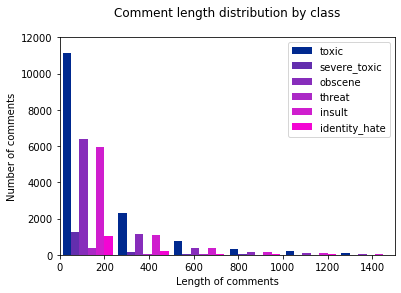 Comment length distribution by class
12000
10000
8000
6000
4000
2000
0
Number of comments
toxic
severe_toxic
obscene
threat
insult
identity_hate
0 200 400 600 800 1000 1200 1400
Length of comments